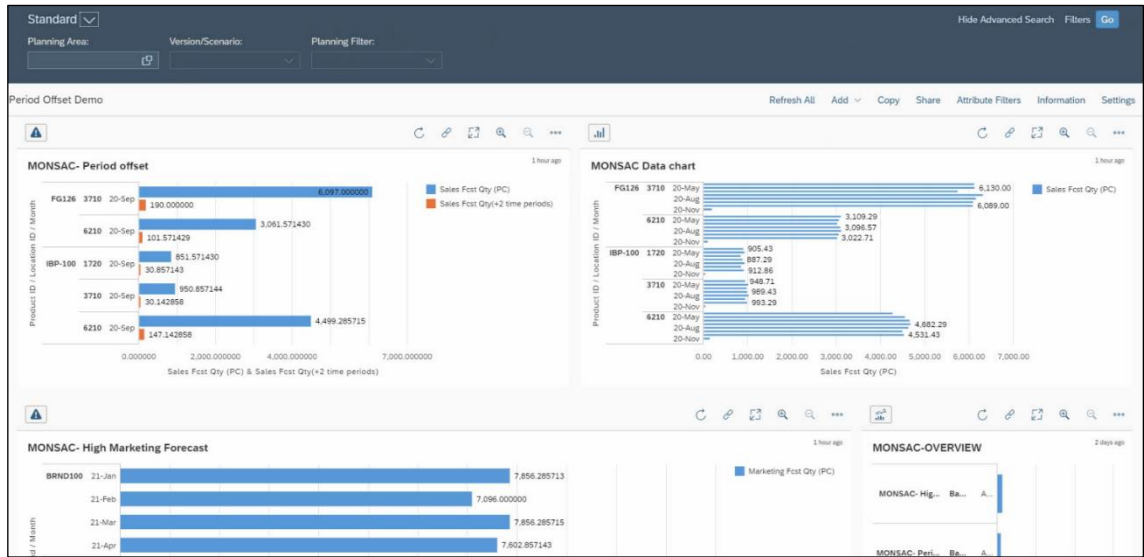 Standard
Hide Advanced Search Filters Go
Planning Area: Version/Scenario: Planning Filter:
Period Offset Demo
Refresh All Add Copy Share Attribute Filters Information Settings
MONSAC- Period offset
1 hour ago
Product ID / Location ID / Month
FG126 3710 20-Sep 6,097.000000
190.000000
6210 20-Sep 3,061.571430
101.571429
IBP-100 1720 20-Sep 851.571430
30.857143
3710 20-Sep 950.857144
30.142858
6210 20-Sep 4,499.285715
147.142858
0.000000 2,000.000000 4,000.000000 7,000.000000
Sales Fcst Qty (PC) & Sales Fcst Qty(+2 time periods)
Sales Fcst Qty (PC)
Sales Fcst Qty(+2 time periods)
MONSAC Data chart
1 hour ago
Product ID / Location ID / Month
FG126 3710 20-May 6,130.00
20-Aug
20-Nov 6,089.00
6210 20-May 3,109.29
20-Aug 3,096.57
20-Nov 3,022.71
IBP-100 1720 20-May 905.43
20-Aug 887.29
20-Nov 912.86
3710 20-May 948.71
20-Aug 989.43
20-Nov 993.29
6210 20-May
20-Aug 4,682.29
20-Nov 4,531.43
0.00 1,000.00 2,000.00 3,000.00 4,000.00 5,000.00 6,000.00 7,000.00
Sales Fcst Qty (PC)
Sales Fcst Qty (PC)
MONSAC- High Marketing Forecast
1 hour ago
d / Month
BRND100 21-Jan 7,856.285713
21-Feb 7,096.000000
21-Mar 7,856.285715
21-Apr 7,602.857143
Marketing Fcst Qty (PC)
MONSAC-OVERVIEW
2 days ago
MONSAC- Hig... Ba... A...
MONSAC- Peri... Ba... A...